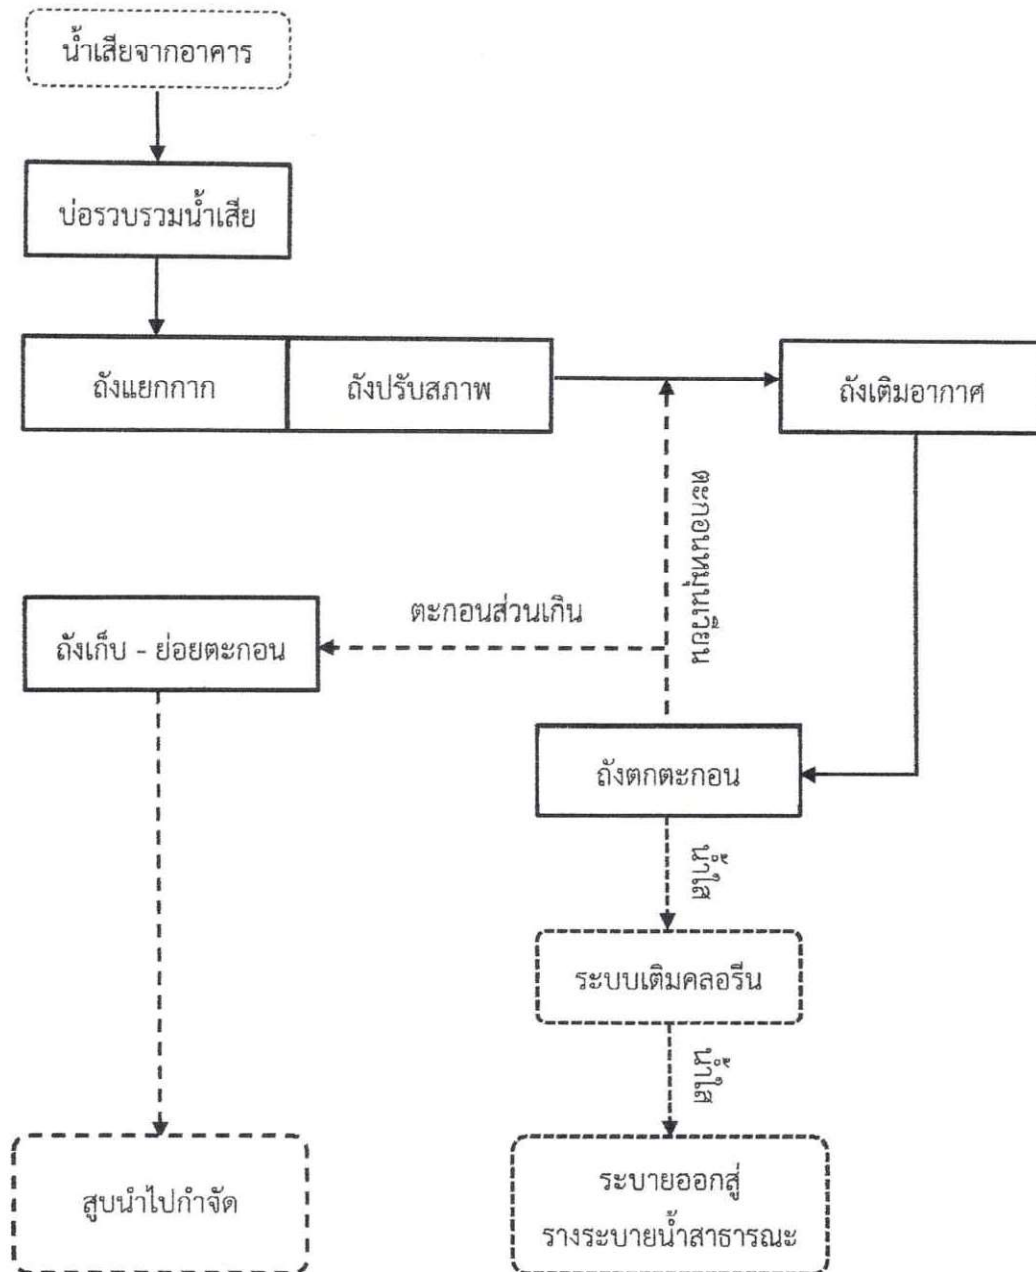 น้ำเสียจากอาคาร
บ่อรวบรวมน้ำเสีย
ถังแยกกาก
ถังปรับสภาพ
ถังเติมอากาศ
ตะกอนหมุนเวียน
ตะกอนส่วนเกิน
ถังเก็บ - ย่อยตะกอน
ถังตกตะกอน
น้ำใส
ระบบเติมคลอรีน
น้ำใส
สูบนำไปกำจัด
ระบายออกสู่
รางระบายน้ำสาธารณะ